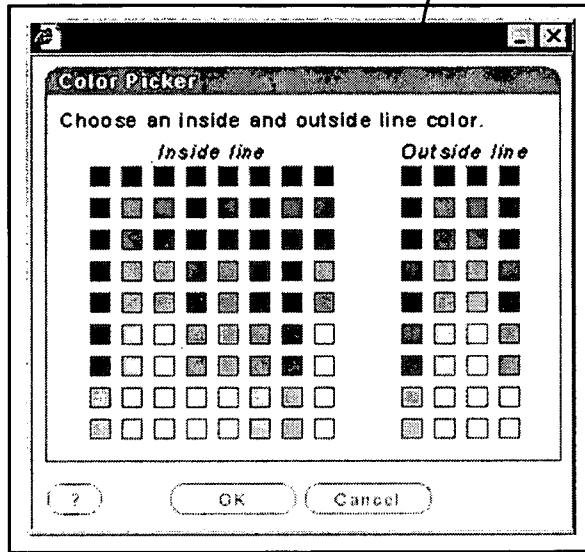 Color Picker
Choose an inside and outside line color.
Inside line Outside line
? OK Cancel